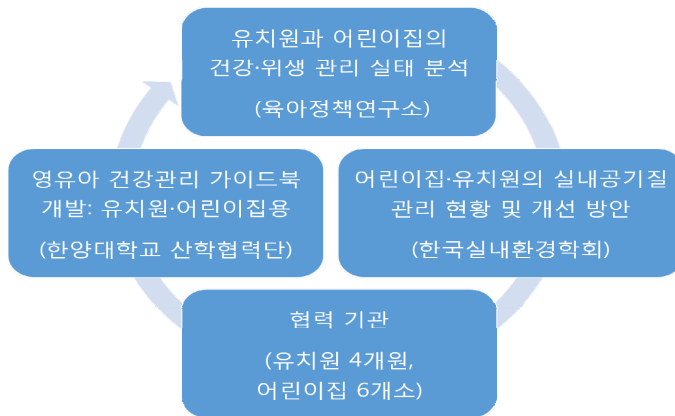 유치원과 어린이집의
건강·위생 관리 실태 분석
(육아정책연구소)
영유아 건강관리 가이드북
개발: 유치원·어린이집용
(한양대학교 산학협력단)
어린이집·유치원의 실내공기질
관리 현황 및 개선 방안
(한국실내환경학회)
협력 기관
(유치원 4개원,
어린이집 6개소)